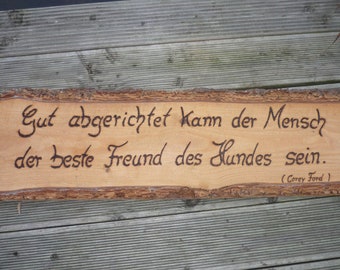 Gut abgerichtet kann der Mensch
der beste Freund des Hundes sein.
( Corey Ford )